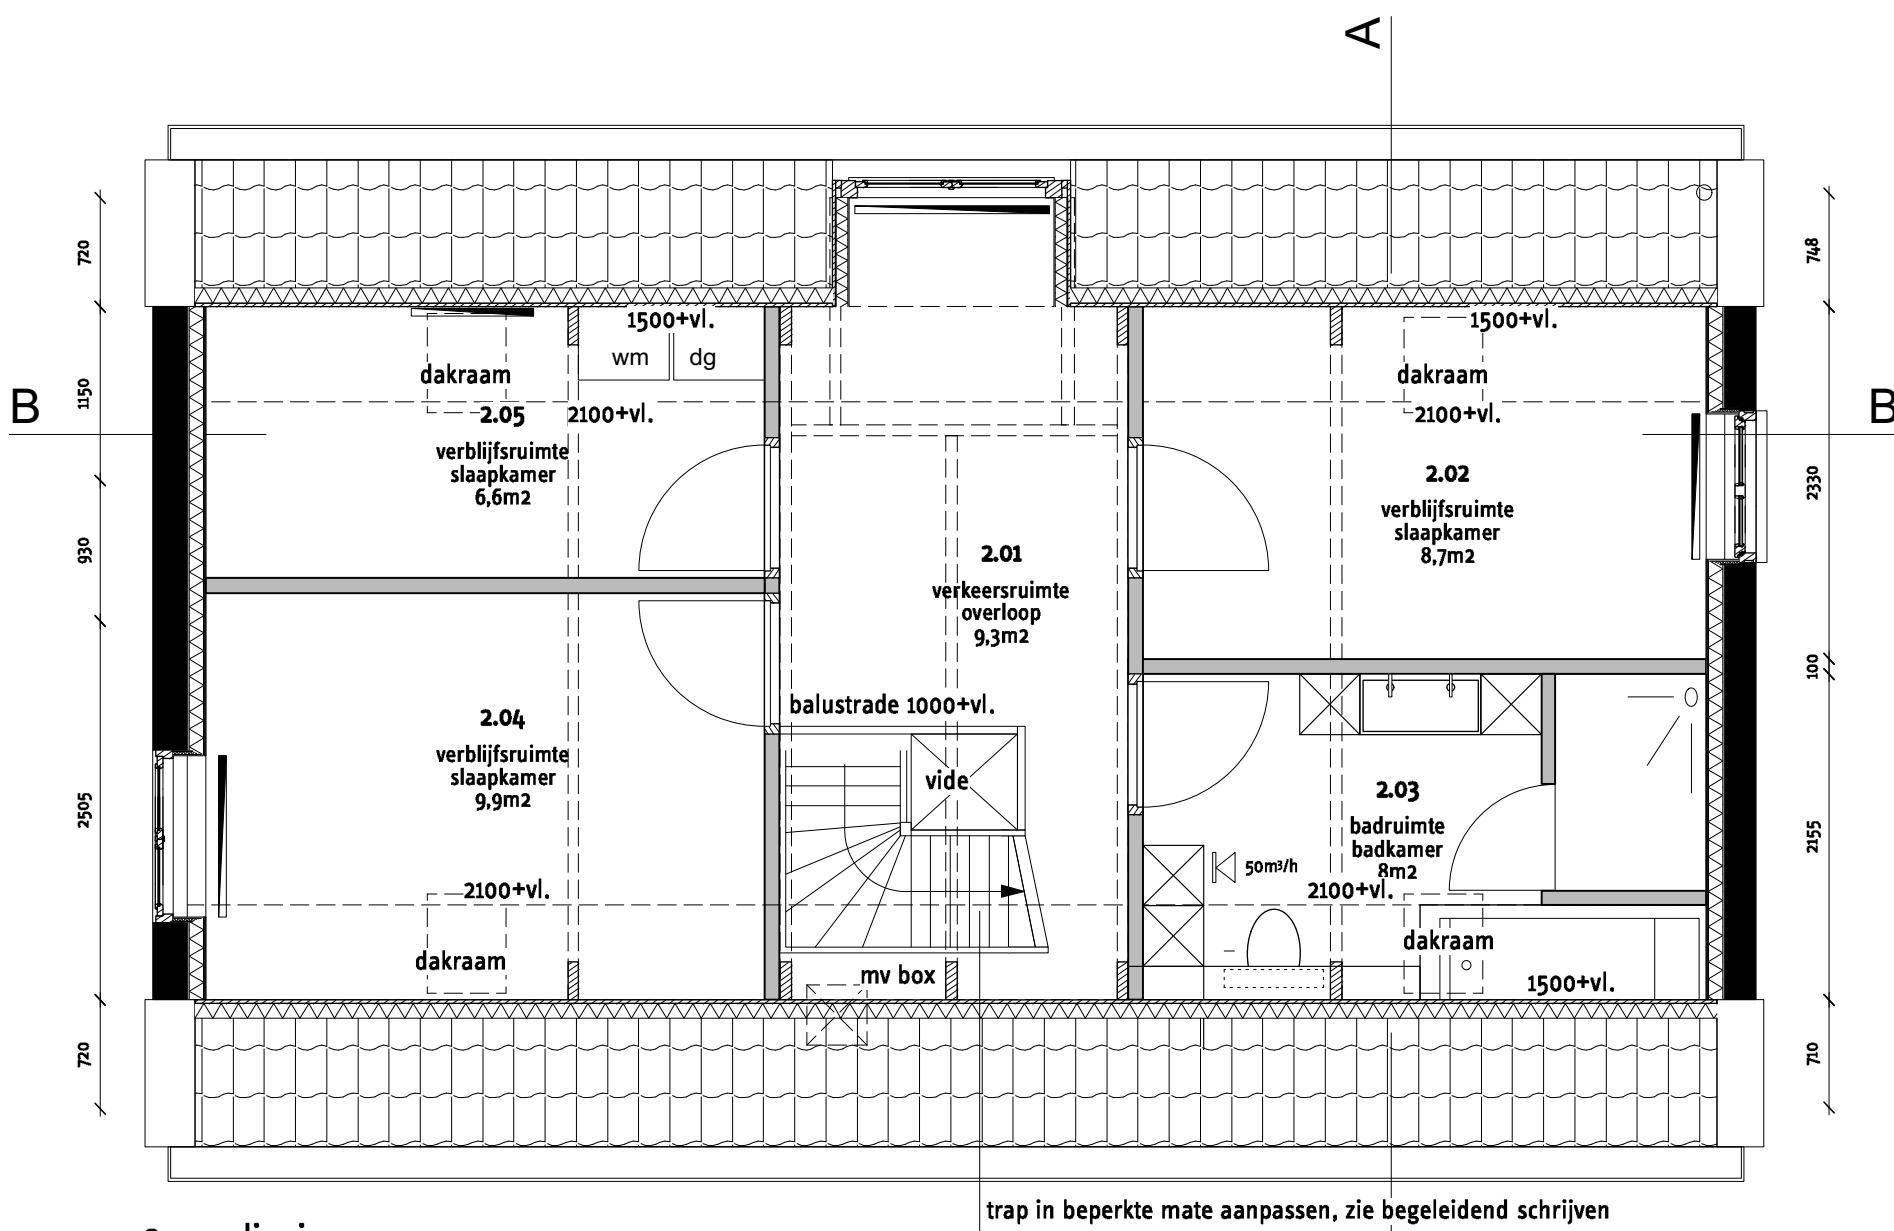 A
720
748
1500+vl.
1500+vl.
wm
dg
dakraam
dakraam
1150
B
B
2.05
2100+vl.
2100+vl.
verblijfsruimte
slaapkamer
6,6m2
2.02
verblijfsruimte
slaapkamer
8,7m2
2330
930
2.01
verkeersruimte
overloop
9,3m2
100
balustrade 1000+vl.
2.04
verblijfsruimte
slaapkamer
9,9m2
vide
2.03
badruimte
badkamer
8m2
2505
2155
50m3/h
2100+vl.
2100+vl.
dakraam
dakraam
mv box
1500+vl.
720
710
trap in beperkte mate aanpassen, zie begeleidend schrijven